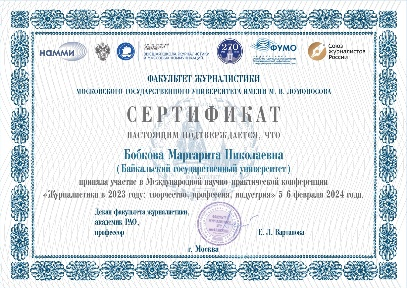 НАММИ
270
ФУМО
Союз
журналистов
России
ФАКУЛЬТЕТ ЖУРНАЛИСТИКИ
МОСКОВСКОГО ГОСУДАРСТВЕННОГО УНИВЕРСИТЕТА ИМЕНИ М. В. ЛОМОНОСОВА
СЕРТИФИКАТ
НАСТОЯЩИМ ПОДТВЕРЖДАЕТСЯ, ЧТО
Бобкова Маргарита Николаевна
(Байкальский государственный университет)
приняла участие в Международной научно-практической конференции
«Журналистика в 2023 году: творчество, профессия, индустрия» 5-6 февраля 2024 года.
Декан факультета журналистики,
академик РАО,
профессор
Е. Л. Вартанова
г. Москва